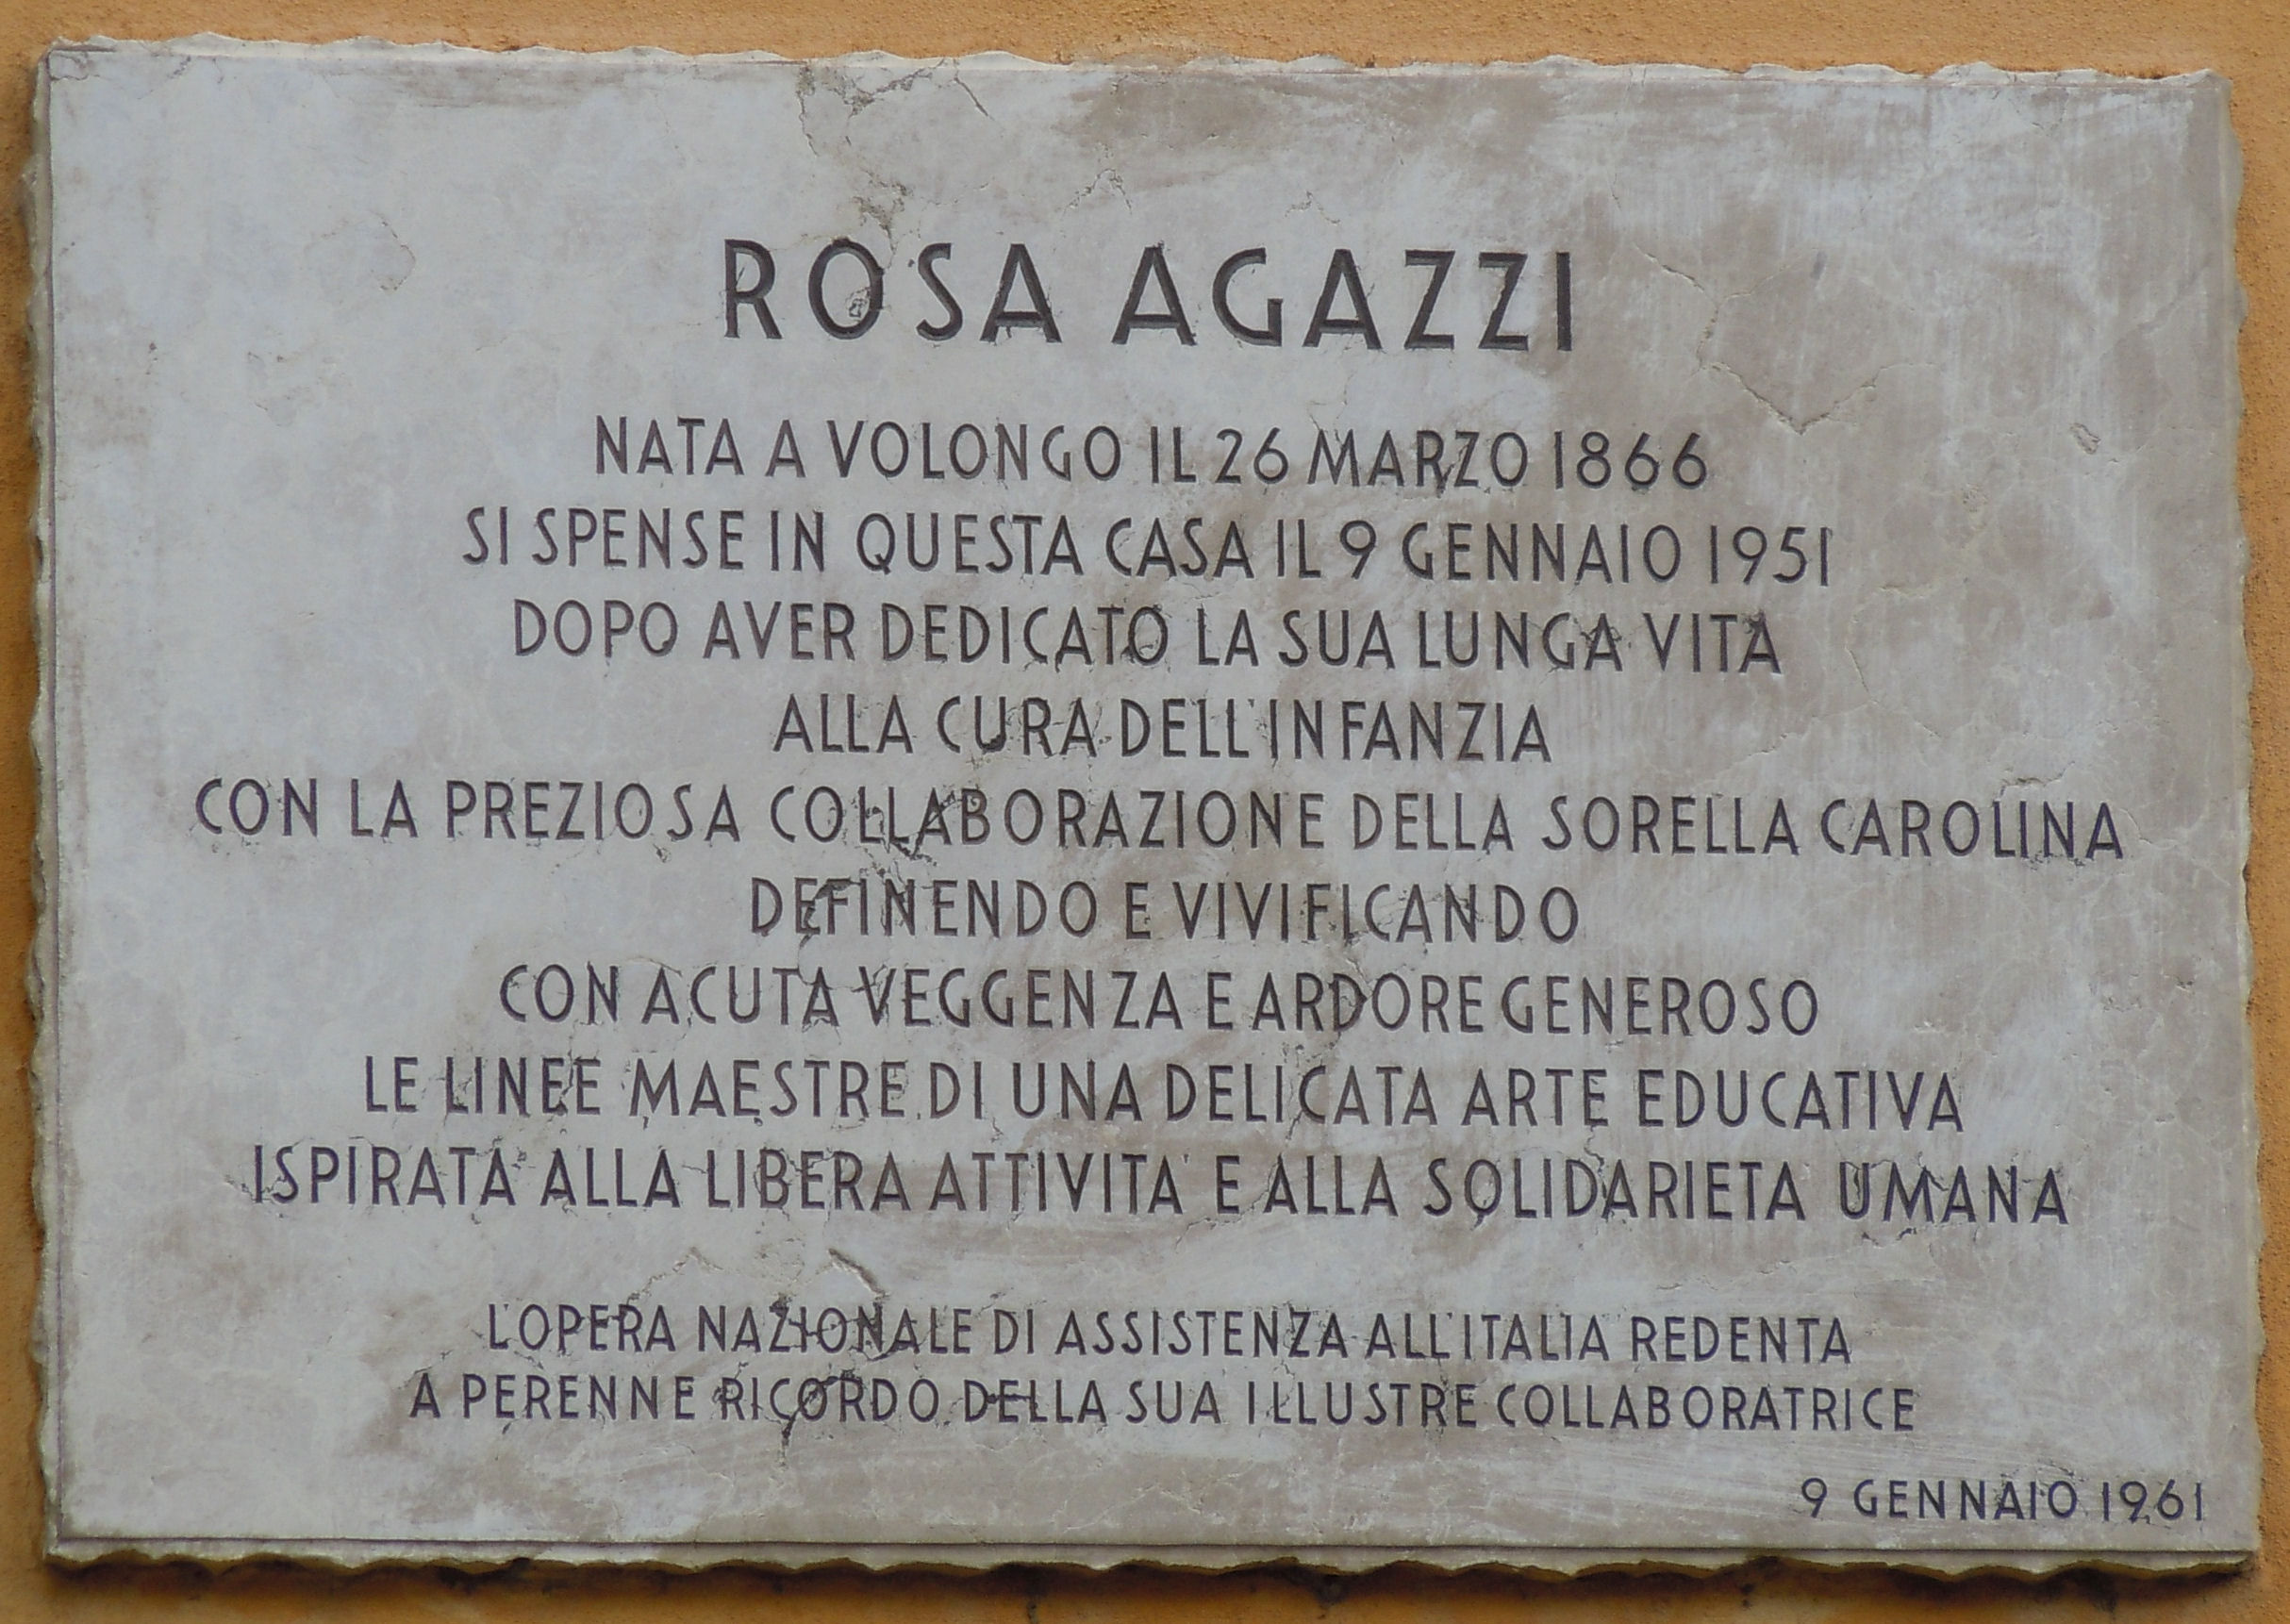 ROSA AGAZZI
NATA A VOLONGO IL 26 MARZO 1866
SI SPENSE IN QUESTA CASA IL 9 GENNAIO 1951
DOPO AVER DEDICATO LA SUA LUNGA VITA
ALLA CURA DELL'INFANZIA
CON LA PREZIOSA COLLABORAZIONE DELLA SORELLA CAROLINA
DEFINENDO E VIVIFICANDO
CON ACUTA VEGGENZA E ARDORE GENEROSO
LE LINEE MAESTRE DI UNA DELICATA ARTE EDUCATIVA
ISPIRATA ALLA LIBERA ATTIVITA' E ALLA SOLIDARIETA UMANA
L'OPERA NAZIONALE DI ASSISTENZA ALL'ITALIA REDENTA
A PERENNE RICORDO DELLA SUA ILLUSTRE COLLABORATRICE
9 GENNAIO 1961